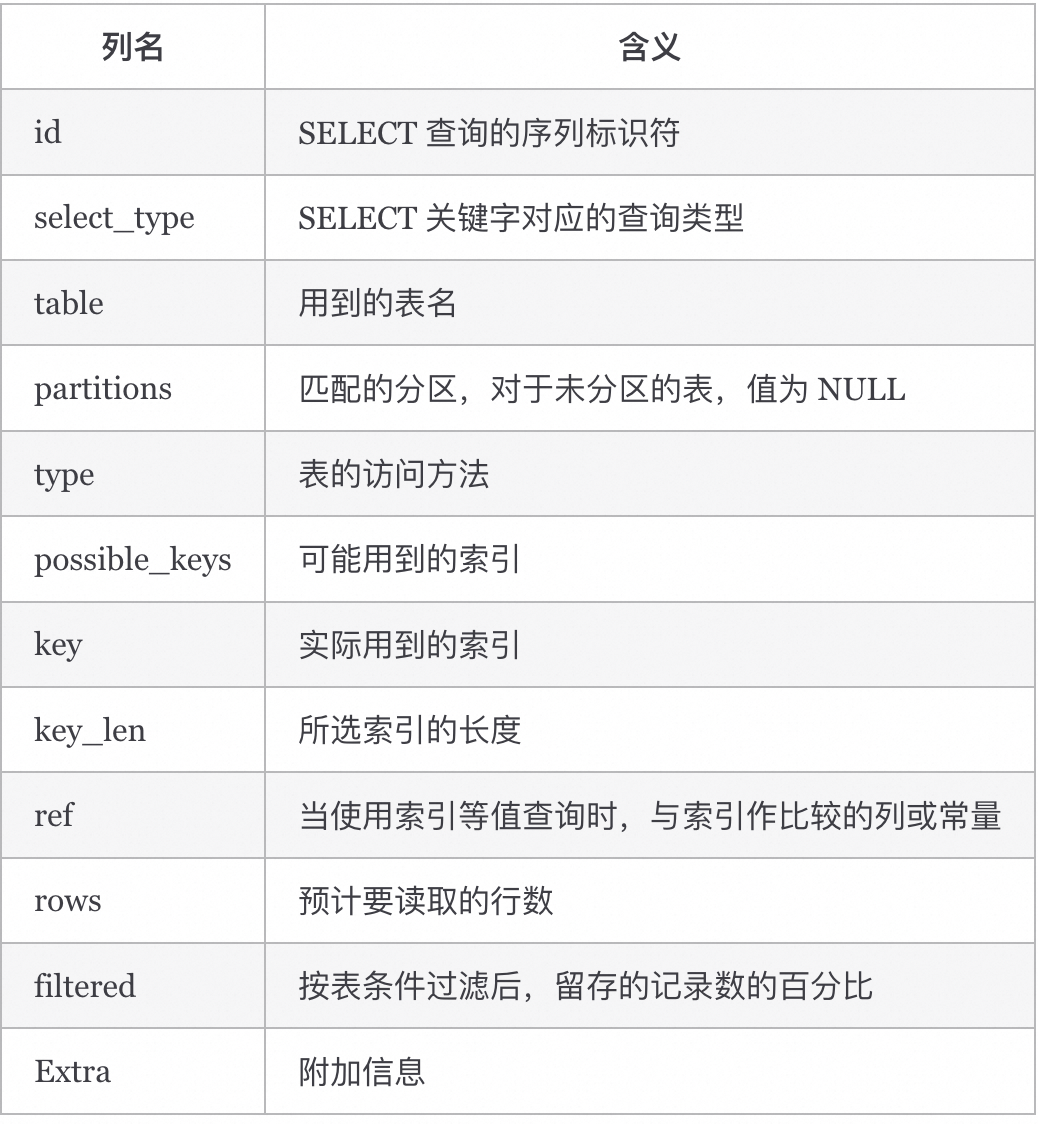 列名 含义
id SELECT 查询的序列标识符
select_type SELECT 关键字对应的查询类型
table 用到的表名
partitions 匹配的分区，对于未分区的表，值为 NULL
type 表的访问方法
possible_keys 可能用到的索引
key 实际用到的索引
key_len 所选索引的长度
ref 当使用索引等值查询时，与索引作比较的列或常量
rows 预计要读取的行数
filtered 按表条件过滤后，留存的记录数的百分比
Extra 附加信息